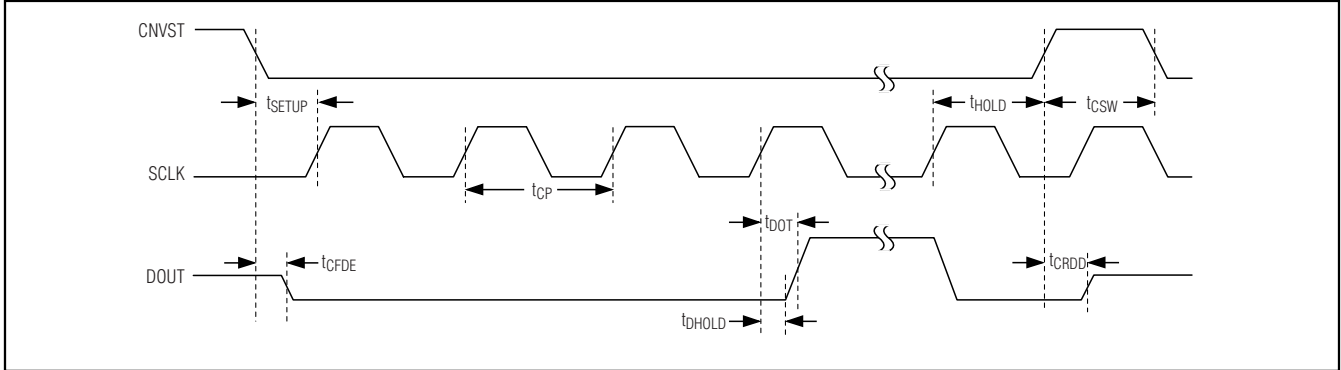 CNVST
tSETUP
tHOLD
tCSW
SCLK
tCP
tDOT
DOUT
tCFDE
tCRDD
tDHOLD